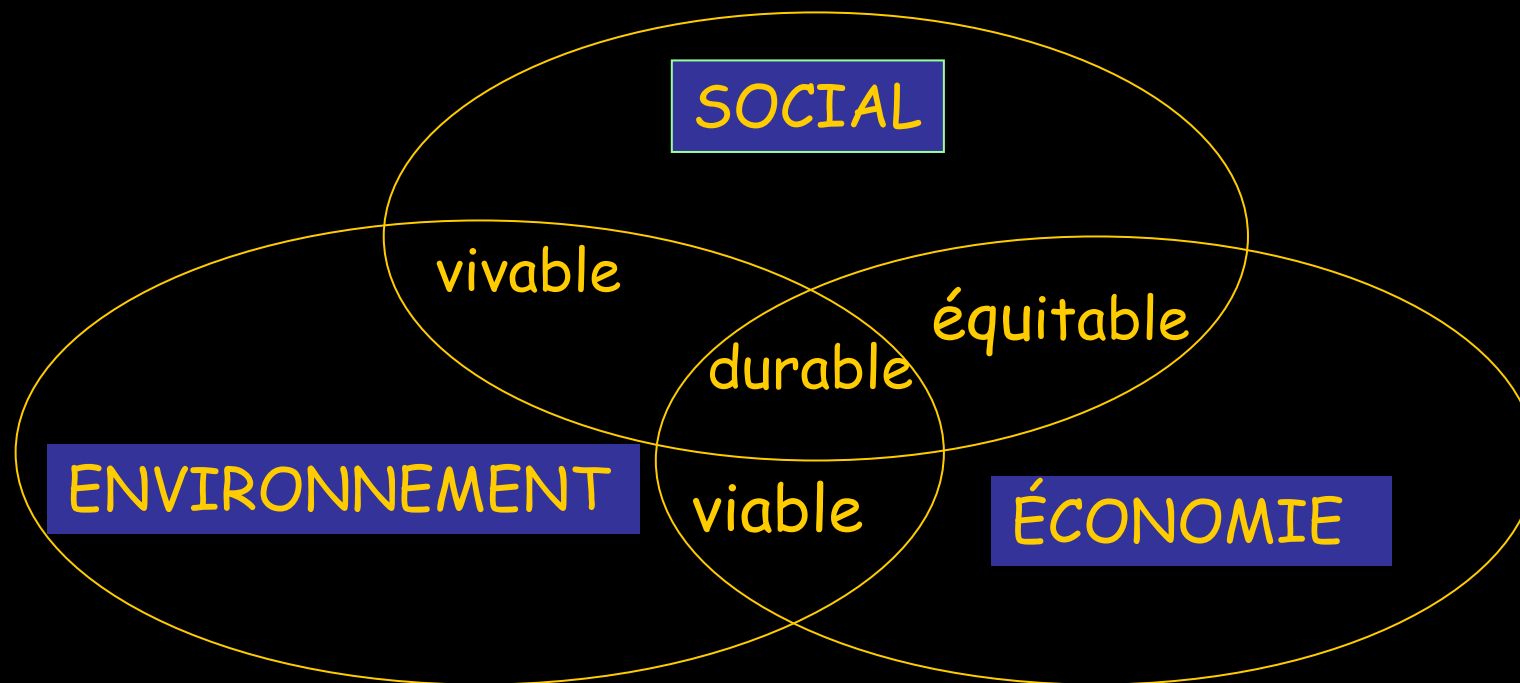 SOCIAL
vivable
équitable
durable
ENVIRONNEMENT
viable
ÉCONOMIE